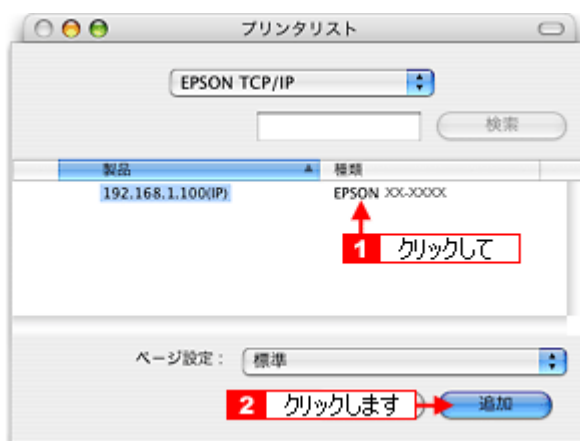 プリンタリスト
EPSON TCP/IP
検索
製品 種類
192.168.1.100(IP) EPSON XX-XXXX
1 クリックして
ページ設定： 標準
2 クリックします 追加